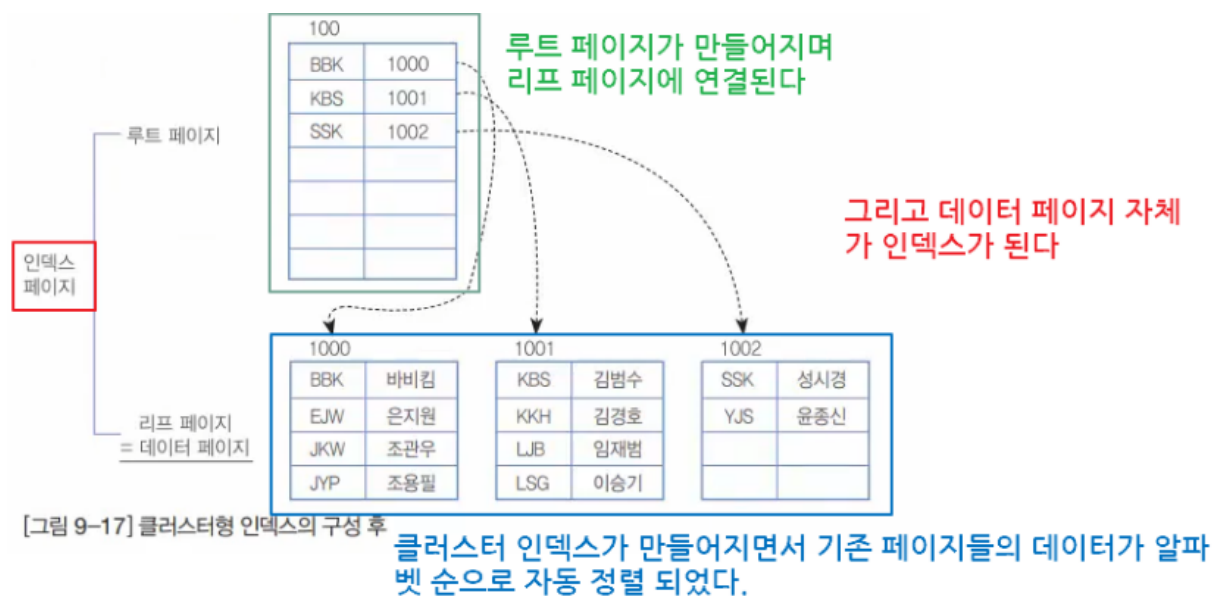 100
BBK 1000
KBS 1001
SSK 1002
루트 페이지가 만들어지며
리프 페이지에 연결된다
루트 페이지
그리고 데이터 페이지 자체
가 인덱스가 된다
인덱스
페이지
1000
BBK 바비킴
EJW 은지원
JKW 조관우
JYP 조용필
1001
KBS 김범수
KKH 김경호
LJB 임재범
LSG 이승기
1002
SSK 성시경
YJS 윤종신
리프 페이지
= 데이터 페이지
[그림 9-17] 클러스터형 인덱스의 구성 후
클러스터 인덱스가 만들어지면서 기존 페이지들의 데이터가 알파
벳 순으로 자동 정렬 되었다.